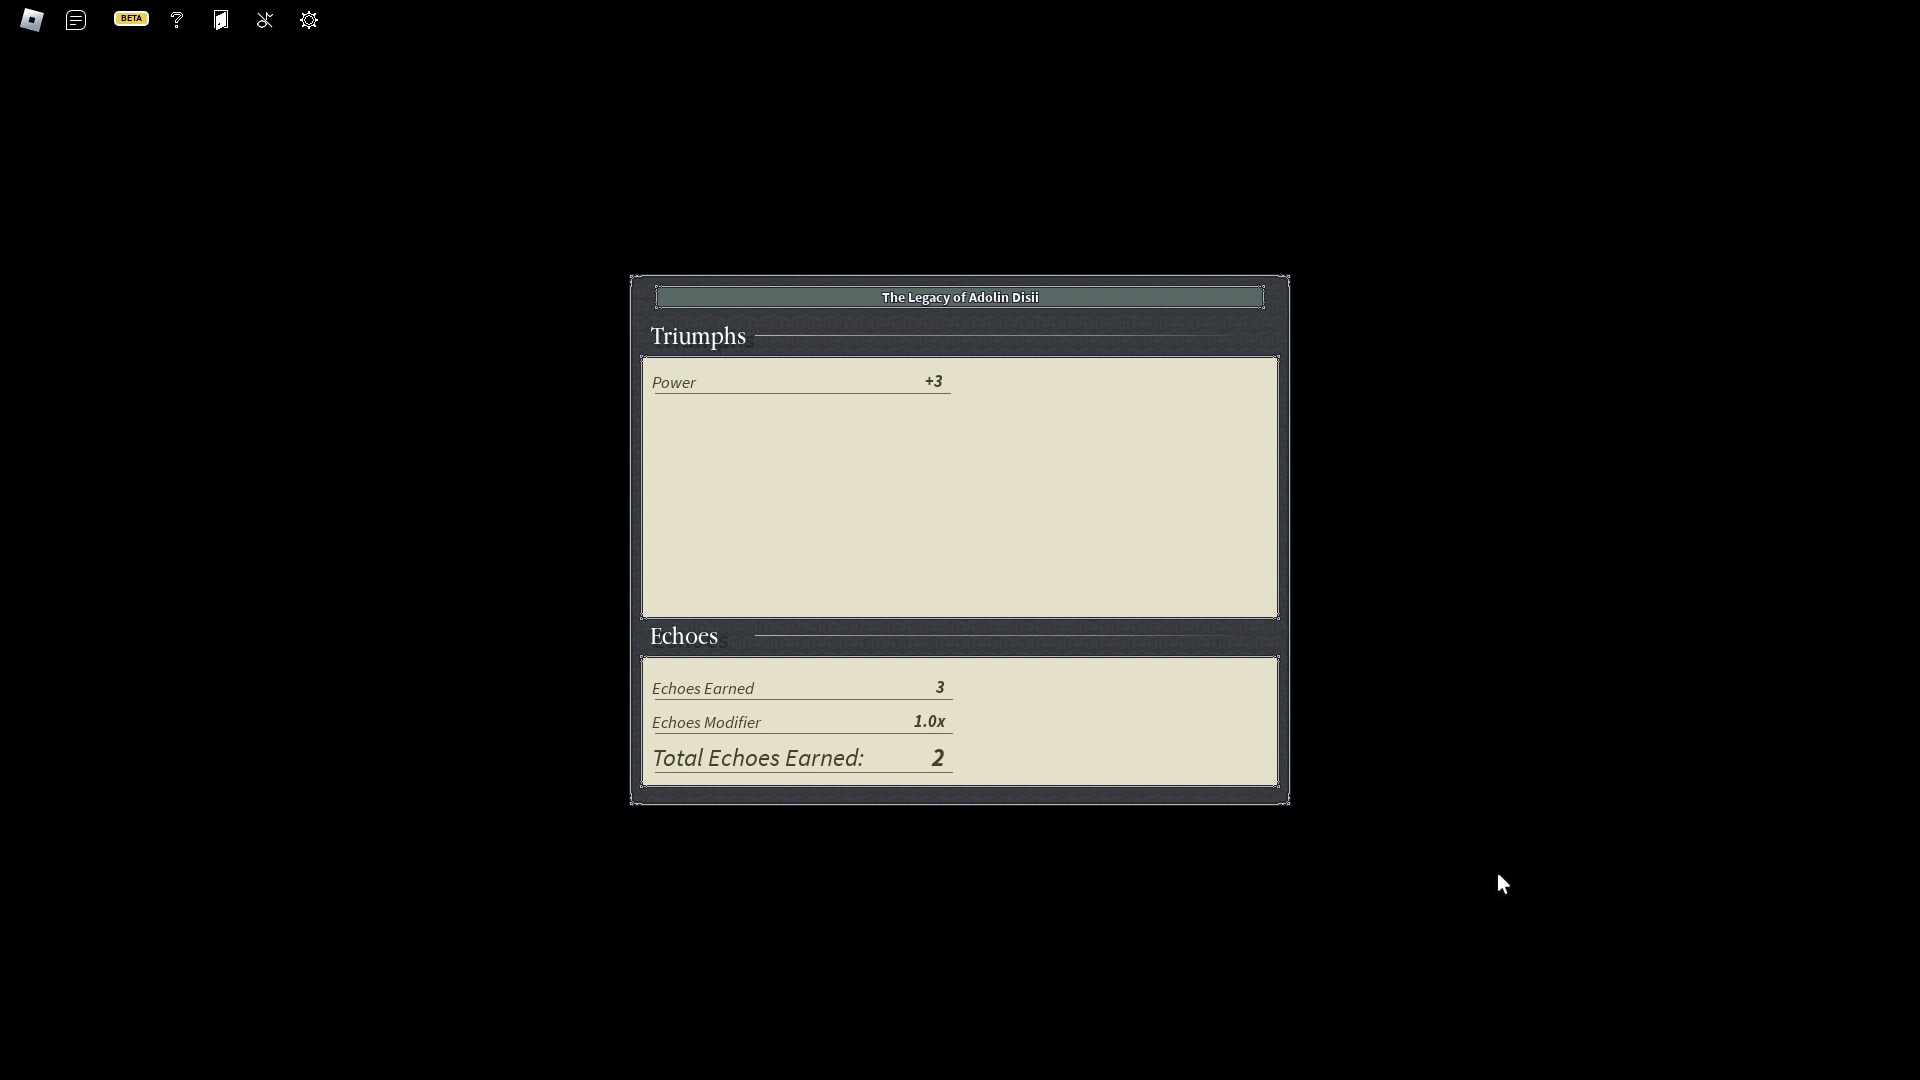 BETA
The Legacy of Adolin Disii
Triumphs
Power +3
Echoes
Echoes Earned 3
Echoes Modifier 1.0x
Total Echoes Earned: 2